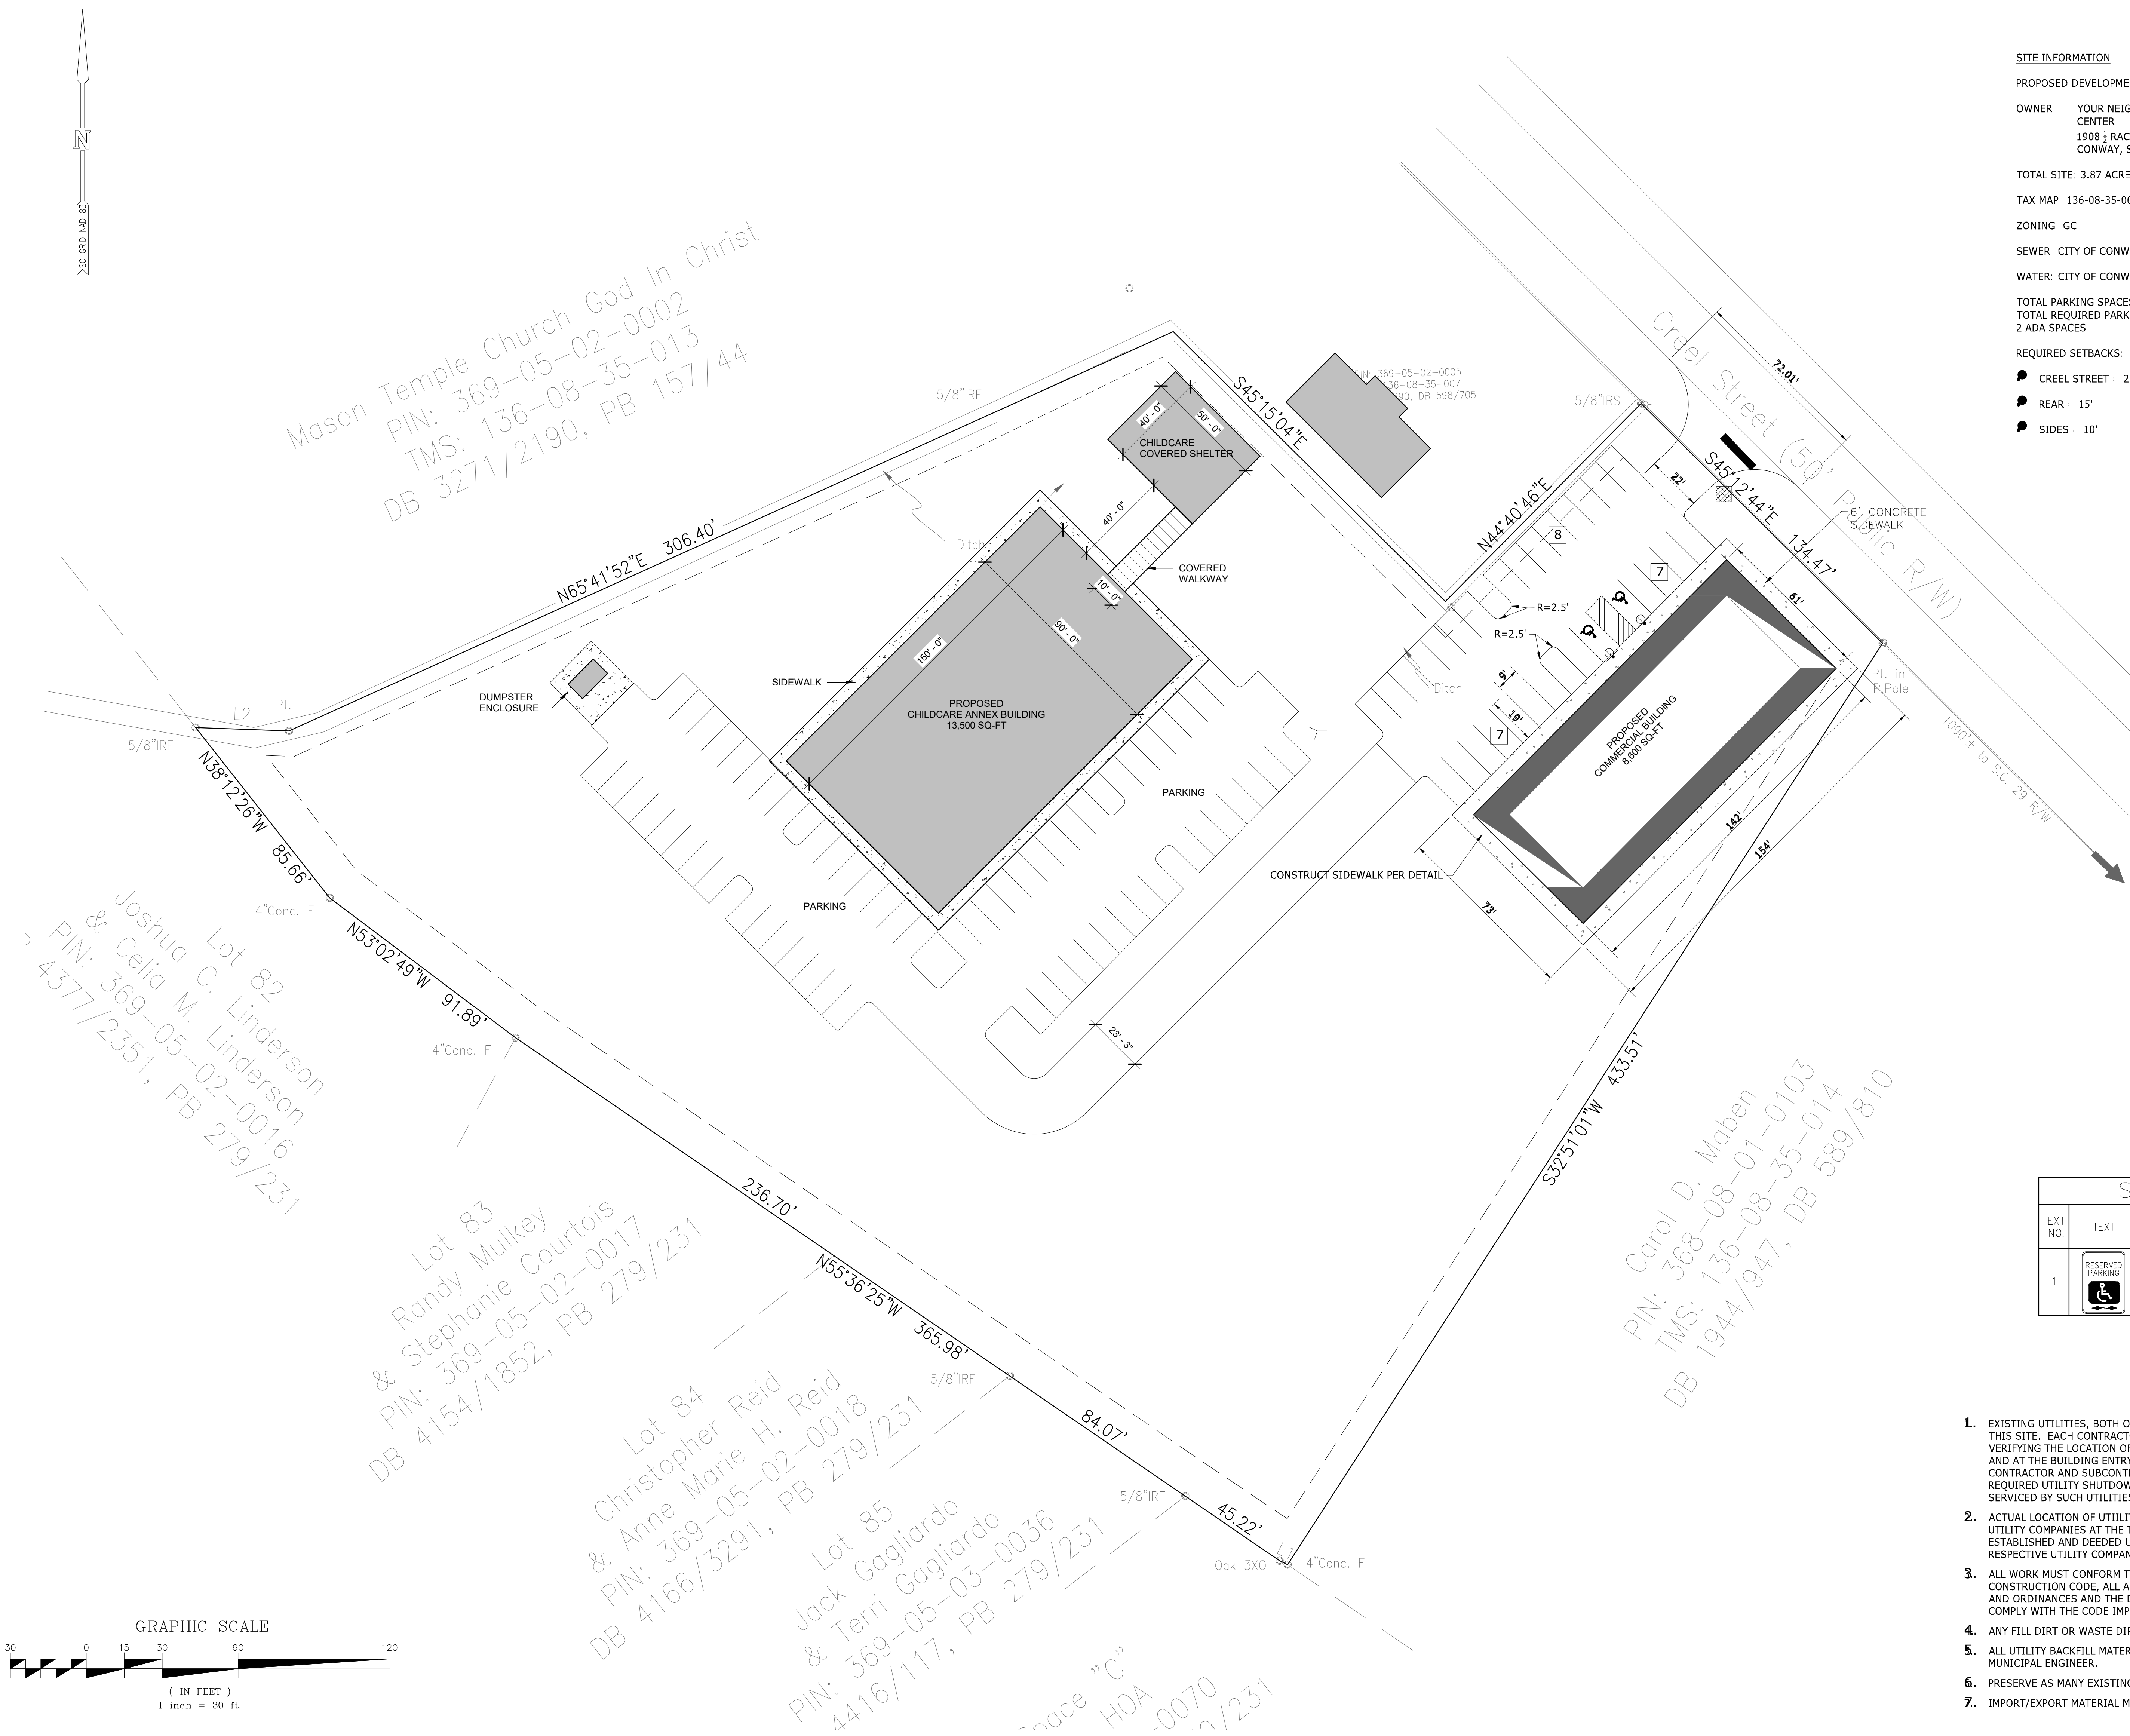 N
SC GRID NAD 83
SITE INFORMATION
PROPOSED DEVELOPME
OWNER YOUR NEIG
CENTER
1908 ½ RAC
CONWAY, S
TOTAL SITE 3.87 ACRE
TAX MAP: 136-08-35-00
ZONING GC
SEWER CITY OF CONW
WATER: CITY OF CONW
TOTAL PARKING SPACES
TOTAL REQUIRED PARK
2 ADA SPACES
REQUIRED SETBACKS:
CREEL STREET 2
REAR 15'
SIDES 10'
Mason Temple Church God In Christ
PIN: 369-05-02-0002
TMS: 136-08-35-013
DB 3271/2190, PB 157/44
5/8"IRF
PIN: 369-05-02-0005
36-08-35-007
90, DB 598/705
5/8"IRS
S45°15'04"E
N44°40'46"E
Creel Street (50' Public R/W)
72.01'
S45°12'44"E 134.47'
22'
6' CONCRETE
SIDEWALK
61'
8
7
7
R=2.5'
R=2.5'
9'
19'
Ditch
Pt. in
P.Pole
1090'± to S.C. 29 R/W
40' - 0"
50' - 0"
CHILDCARE
COVERED SHELTER
40' - 0"
COVERED
WALKWAY
10' - 0"
Ditch
N65°41'52"E 306.40'
150' - 0"
90' - 0"
SIDEWALK
PROPOSED
CHILDCARE ANNEX BUILDING
13,500 SQ-FT
DUMPSTER
ENCLOSURE
PARKING
PARKING
PROPOSED
COMMERCIAL BUILDING
8,600 SQ-FT
142'
154'
73'
CONSTRUCT SIDEWALK PER DETAIL
23' - 3"
L2
Pt.
5/8"IRF
N38°12'26"W 85.66'
4"Conc. F
N53°02'49"W 91.89'
4"Conc. F
Lot 82
Joshua C. Linderson
& Celia M. Linderson
PIN: 369-05-02-0016
4377/2351, PB 279/231
236.70'
N55°36'25"W 365.98'
Lot 83
Randy Mulkey
& Stephanie Courtois
PIN: 369-05-02-0017
DB 4154/1852, PB 279/231
5/8"IRF
84.07'
Lot 84
Christopher Reid
& Anne Marie H. Reid
PIN: 369-05-02-0018
DB 4166/3291, PB 279/231
5/8"IRF
45.22'
L1
Oak 3XO
4"Conc. F
Lot 85
Jack Gagliardo
& Terri Gagliardo
PIN: 369-05-03-0036
4416/117, PB 279/231
pace "C"
HOA
-0070
/231
S32°51'01"W 433.51'
Carol D. Maben
PIN: 368-08-01-0103
TMS: 136-08-35-014
DB 1944/947, DB 589/810
S
TEXT
NO.
TEXT
1
RESERVED
PARKING
1. EXISTING UTILITIES, BOTH O
THIS SITE. EACH CONTRACTO
VERIFYING THE LOCATION OF
AND AT THE BUILDING ENTRY
CONTRACTOR AND SUBCONTR
REQUIRED UTILITY SHUTDOW
SERVICED BY SUCH UTILITIES
2. ACTUAL LOCATION OF UTILIT
UTILITY COMPANIES AT THE T
ESTABLISHED AND DEEDED U
RESPECTIVE UTILITY COMPAN
3. ALL WORK MUST CONFORM T
CONSTRUCTION CODE, ALL A
AND ORDINANCES AND THE D
COMPLY WITH THE CODE IMP
4. ANY FILL DIRT OR WASTE DIR
5. ALL UTILITY BACKFILL MATER
MUNICIPAL ENGINEER.
6. PRESERVE AS MANY EXISTING
7. IMPORT/EXPORT MATERIAL M
GRAPHIC SCALE
30 0 15 30 60 120
( IN FEET )
1 inch = 30 ft.